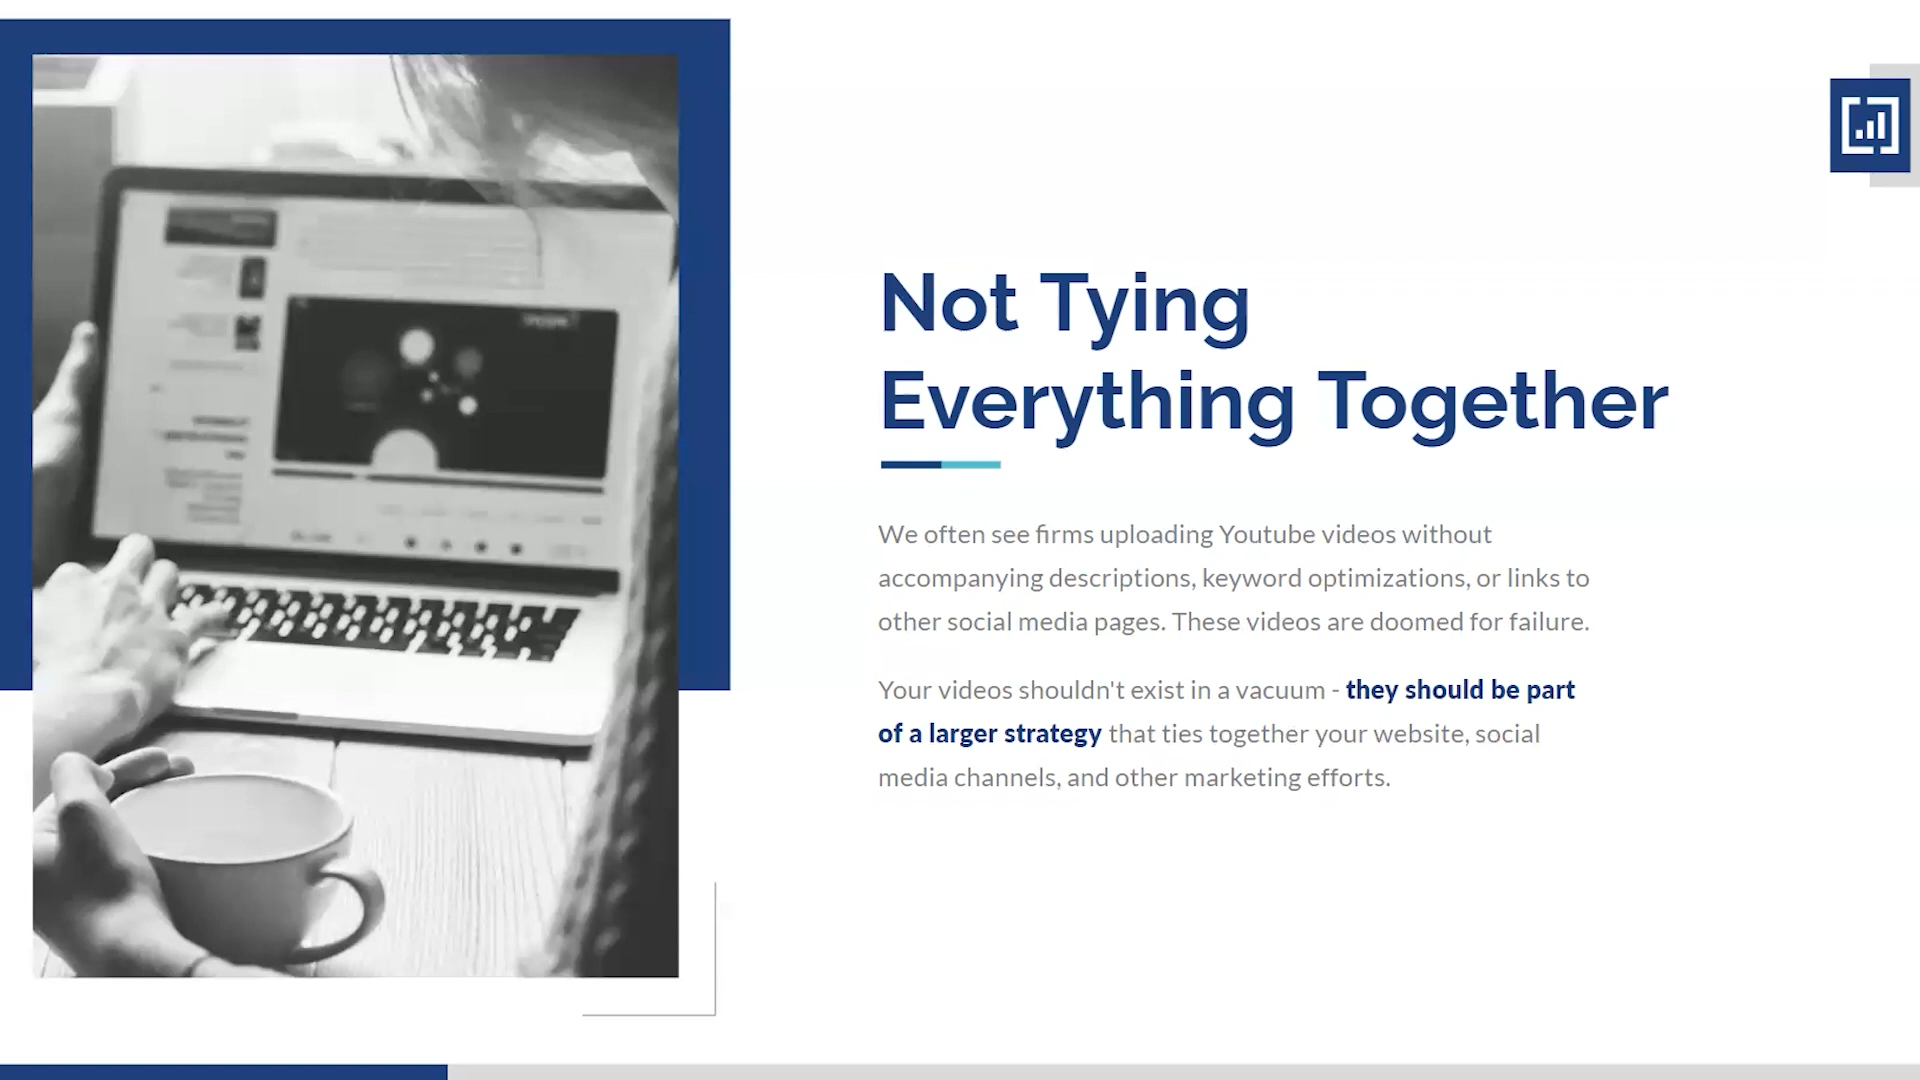 Not Tying
Everything Together
We often see firms uploading Youtube videos without
accompanying descriptions, keyword optimizations, or links to
other social media pages. These videos are doomed for failure.
Your videos shouldn't exist in a vacuum - they should be part
of a larger strategy that ties together your website, social
media channels, and other marketing efforts.